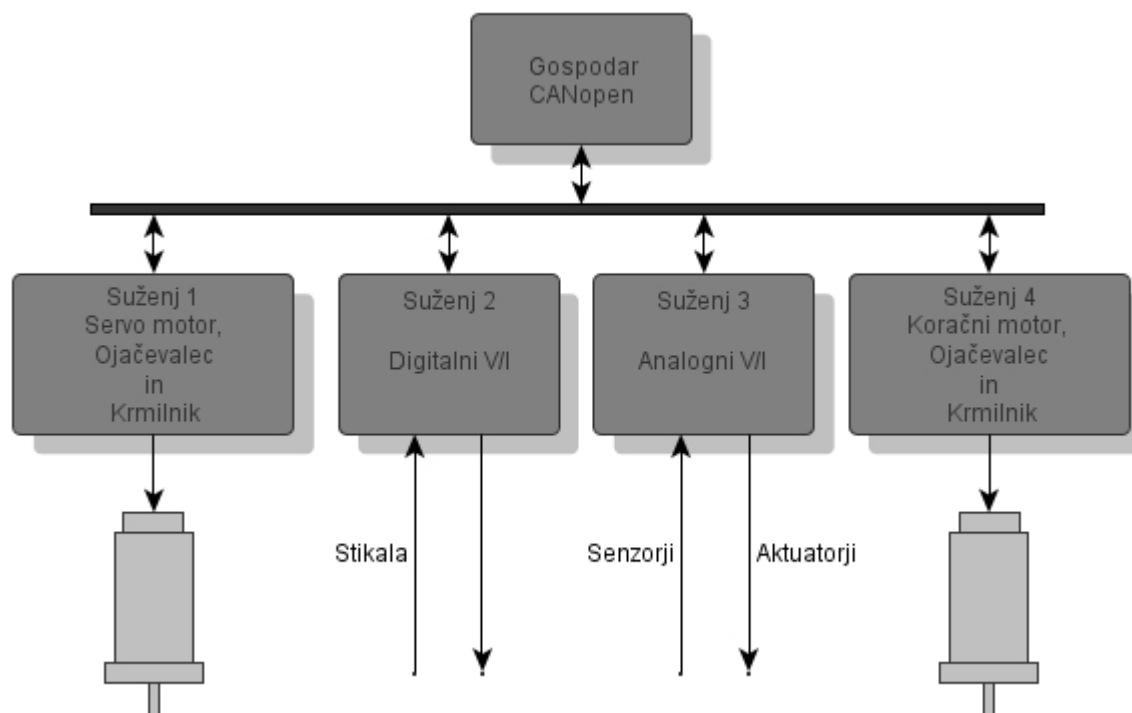 Gospodar
CANopen
Suženj 1
Servo motor,
Ojačevalec
in
Krmilnik
Suženj 2
Digitalni V/I
Suženj 3
Analogni V/I
Suženj 4
Koračni motor,
Ojačevalec
in
Krmilnik
Stikala
Senzorji
Aktuatorji